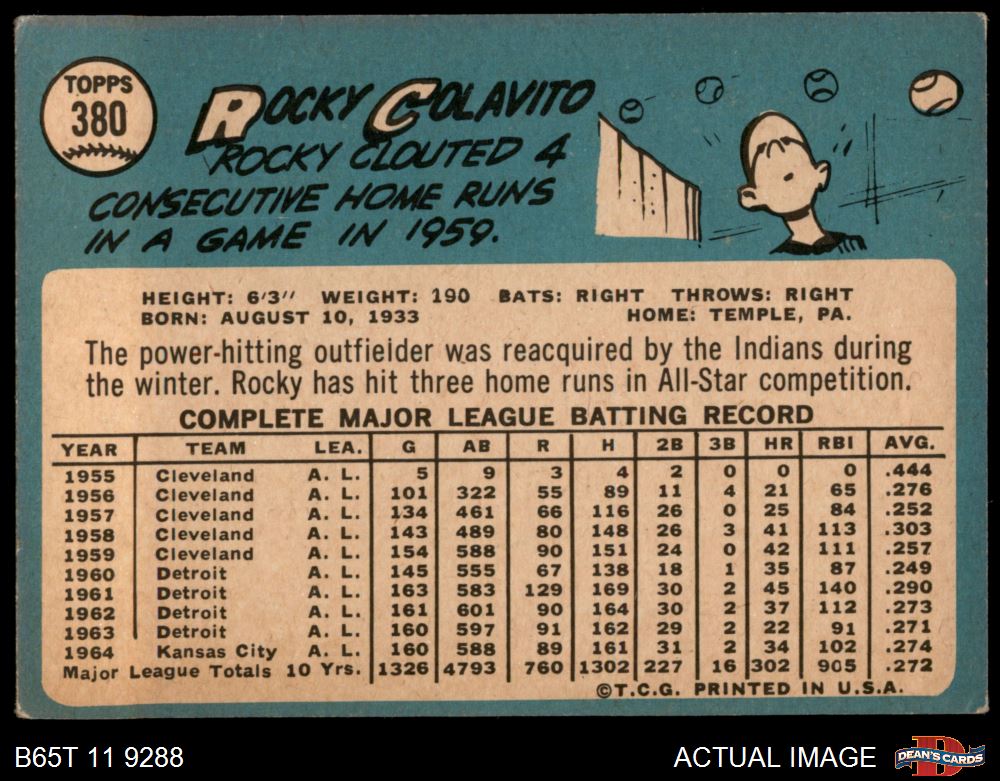 TOPPS
380
ROCKY COLAVITO
ROCKY CLOUTED 4
CONSECUTIVE HOME RUNS
IN A GAME IN 1959.
HEIGHT: 6'3" WEIGHT: 190 BATS: RIGHT THROWS: RIGHT
BORN: AUGUST 10, 1933 HOME: TEMPLE, PA.
The power-hitting outfielder was reacquired by the Indians during
the winter. Rocky has hit three home runs in All-Star competition.
COMPLETE MAJOR LEAGUE BATTING RECORD
YEAR TEAM LEA. G AB R H 2B 3B HR RBI AVG.
1955 Cleveland A. L. 5 9 3 4 2 0 0 0 .444
1956 Cleveland A. L. 101 322 55 89 11 4 21 65 .276
1957 Cleveland A. L. 134 461 66 116 26 0 25 84 .252
1958 Cleveland A. L. 143 489 80 148 26 3 41 113 .303
1959 Cleveland A. L. 154 588 90 151 24 0 42 111 .257
1960 Detroit A. L. 145 555 67 138 18 1 35 87 .249
1961 Detroit A. L. 163 583 129 169 30 2 45 140 .290
1962 Detroit A. L. 161 601 90 164 30 2 37 112 .273
1963 Detroit A. L. 160 597 91 162 29 2 22 91 .271
1964 Kansas City A. L. 160 588 89 161 31 2 34 102 .274
Major League Totals 10 Yrs. 1326 4793 760 1302 227 16 302 905 .272
©T.C.G. PRINTED IN U.S.A.
B65T 11 9288 ACTUAL IMAGE DEAN'S CARDS